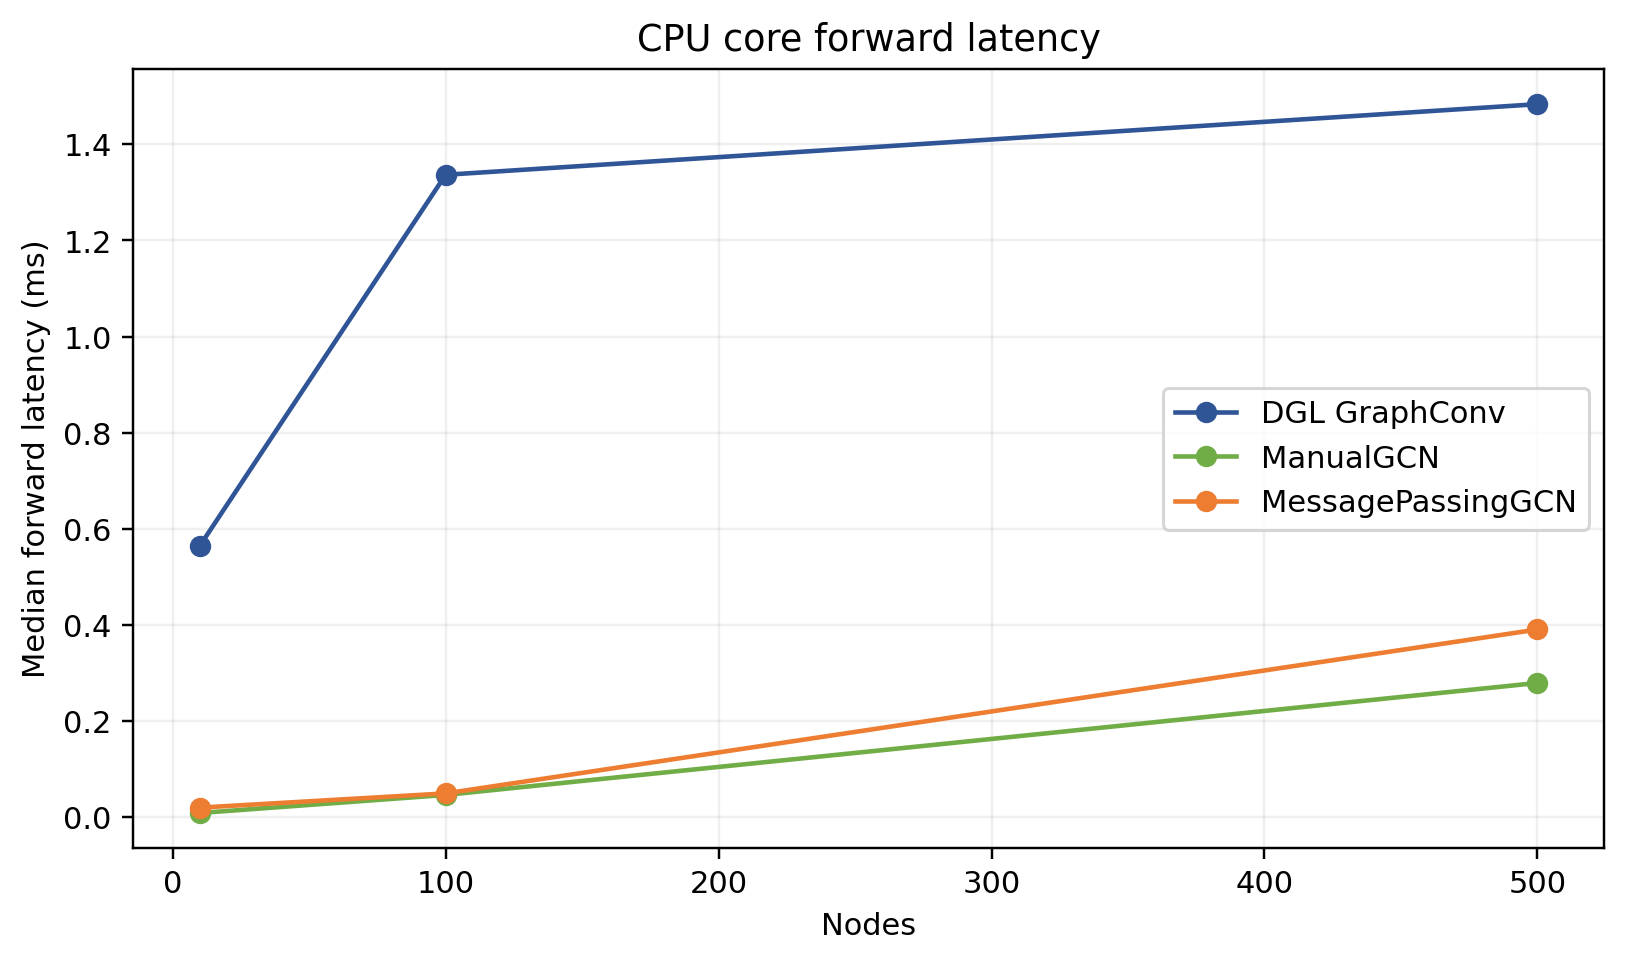 CPU core forward latency
Median forward latency (ms)
1.4
1.2
1.0
0.8
0.6
0.4
0.2
0.0
DGL GraphConv
ManualGCN
MessagePassingGCN
0 100 200 300 400 500
Nodes